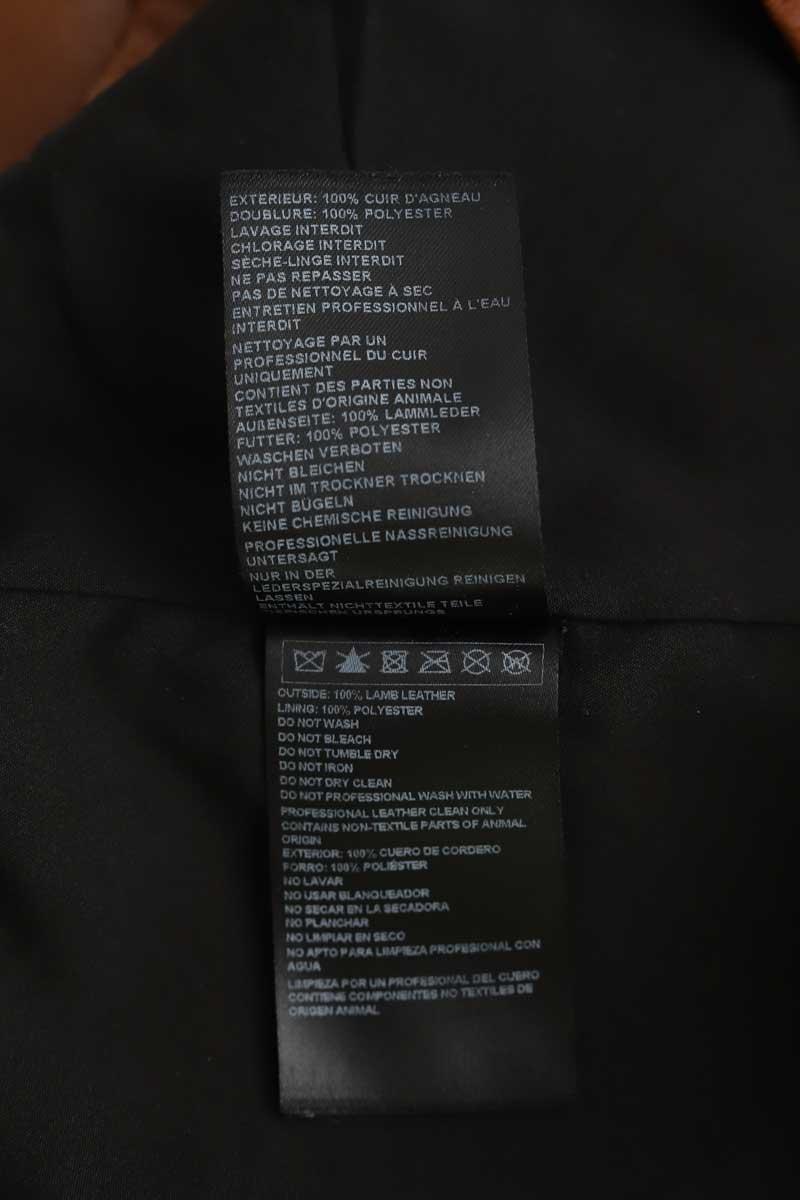 EXTERIEUR: 100% CUIR D'AGNEAU
DOUBLURE: 100% POLYESTER
LAVAGE INTERDIT
CHLORAGE INTERDIT
SÈCHE-LINGE INTERDIT
NE PAS REPASSER
PAS DE NETTOYAGE À SEC
ENTRETIEN PROFESSIONNEL À L'EAU
INTERDIT
NETTOYAGE PAR UN
PROFESSIONNEL DU CUIR
UNIQUEMENT
CONTIENT DES PARTIES NON
TEXTILES D'ORIGINE ANIMALE
AUßENSEITE: 100% LAMMLEDER
FUTTER: 100% POLYESTER
WASCHEN VERBOTEN
NICHT BLEICHEN
NICHT IM TROCKNER TROCKNEN
NICHT BÜGELN
KEINE CHEMISCHE REINIGUNG
PROFESSIONELLE NASSREINIGUNG
UNTERSAGT
NUR IN DER
LEDERSPEZIALREINIGUNG REINIGEN
LASSEN
ENTHÄLT NICHTTEXTILE TEILE
TIERISCHEN URSPRUNGS
OUTSIDE: 100% LAMB LEATHER
LINING: 100% POLYESTER
DO NOT WASH
DO NOT BLEACH
DO NOT TUMBLE DRY
DO NOT IRON
DO NOT DRY CLEAN
DO NOT PROFESSIONAL WASH WITH WATER
PROFESSIONAL LEATHER CLEAN ONLY
CONTAINS NON-TEXTILE PARTS OF ANIMAL
ORIGIN
EXTERIOR: 100% CUERO DE CORDERO
FORRO: 100% POLIÉSTER
NO LAVAR
NO USAR BLANQUEADOR
NO SECAR EN LA SECADORA
NO PLANCHAR
NO LIMPIAR EN SECO
NO APTO PARA LIMPIEZA PROFESIONAL CON
AGUA
LIMPIEZA POR UN PROFESIONAL DEL CUERO
CONTIENE COMPONENTES NO TEXTILES DE
ORIGEN ANIMAL